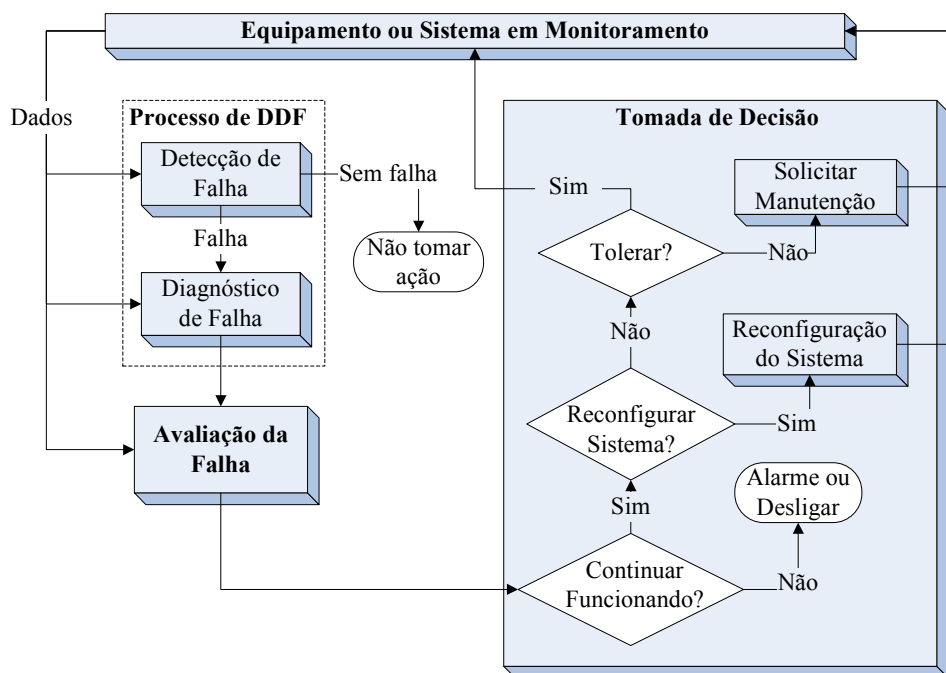 Equipamento ou Sistema em Monitoramento
Dados
Processo de DDF
Detecção de
Falha
Sem falha
Não tomar
ação
Falha
Diagnóstico
de Falha
Avaliação da
Falha
Tomada de Decisão
Solicitar
Manutenção
Sim
Tolerar?
Não
Não
Reconfiguração
do Sistema
Reconfigurar
Sistema?
Sim
Alarme ou
Desligar
Sim
Continuar
Funcionando?
Não